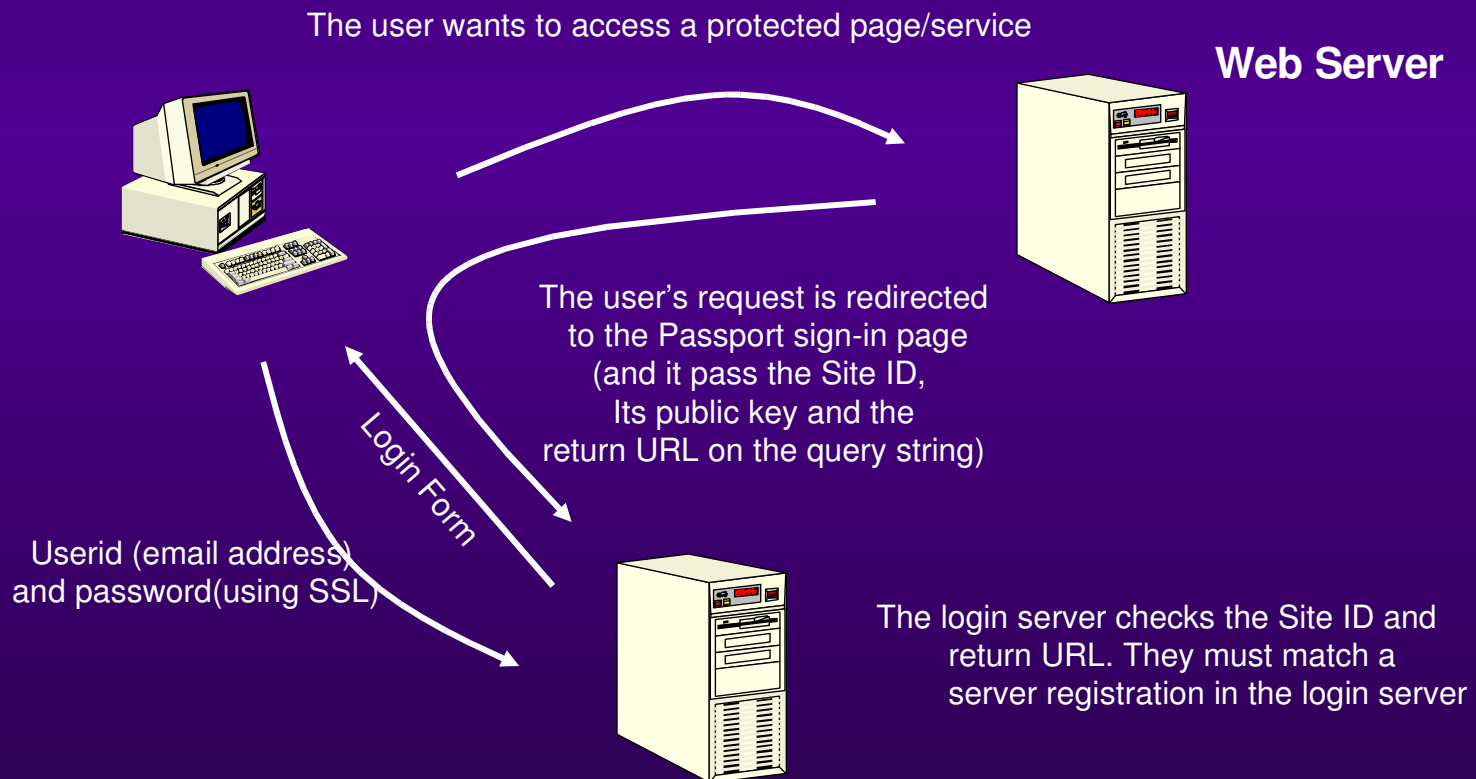 The user wants to access a protected page/service
Web Server
The user’s request is redirected
to the Passport sign-in page
(and it pass the Site ID,
Its public key and the
return URL on the query string)
Login Form
Userid (email address)
and password(using SSL)
The login server checks the Site ID and
return URL. They must match a
server registration in the login server